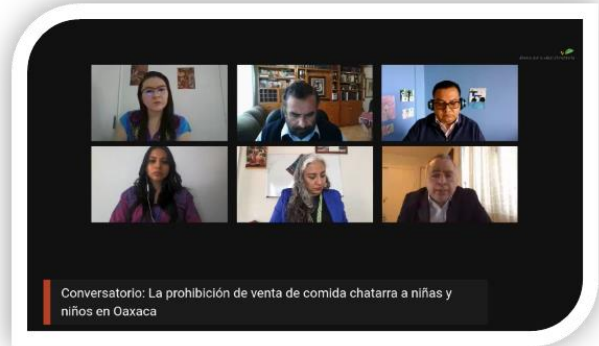 Conversatorio: La prohibición de venta de comida chatarra a niñas y
niños en Oaxaca